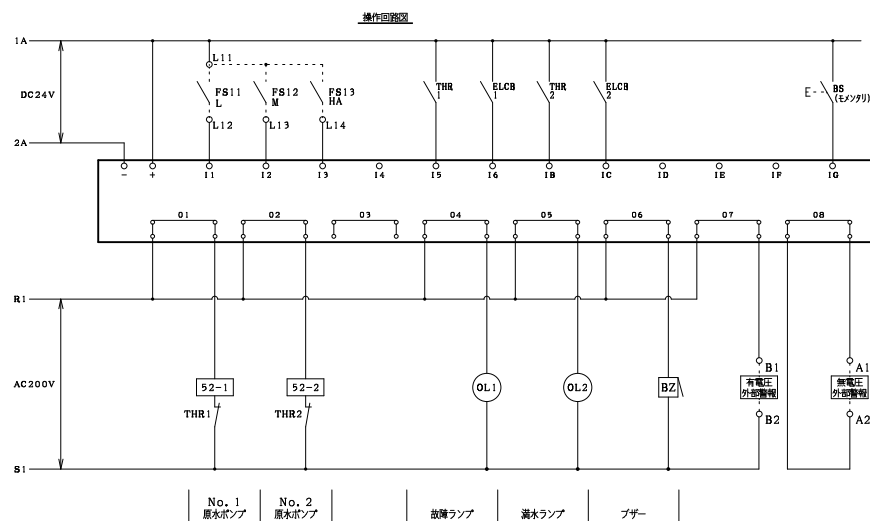 操作回路図
1A
L11
FS11
L
FS12
M
FS13
HA
THR
1
ELCB
1
THR
2
ELCB
2
E
BS
(モメンタリ)
DC24V
L12
L13
L14
2A
- + I1 I2 I3 I4 I5 I6 IB IC ID IE IF IG
01 02 03 04 05 06 07 08
R1
AC200V
52-1
52-2
OL1
OL2
BZ
B1
有電圧
外部警報
B2
A1
無電圧
外部警報
A2
THR1
THR2
S1
No. 1
原水ポンプ
No. 2
原水ポンプ
故障ランプ
満水ランプ
ブザー